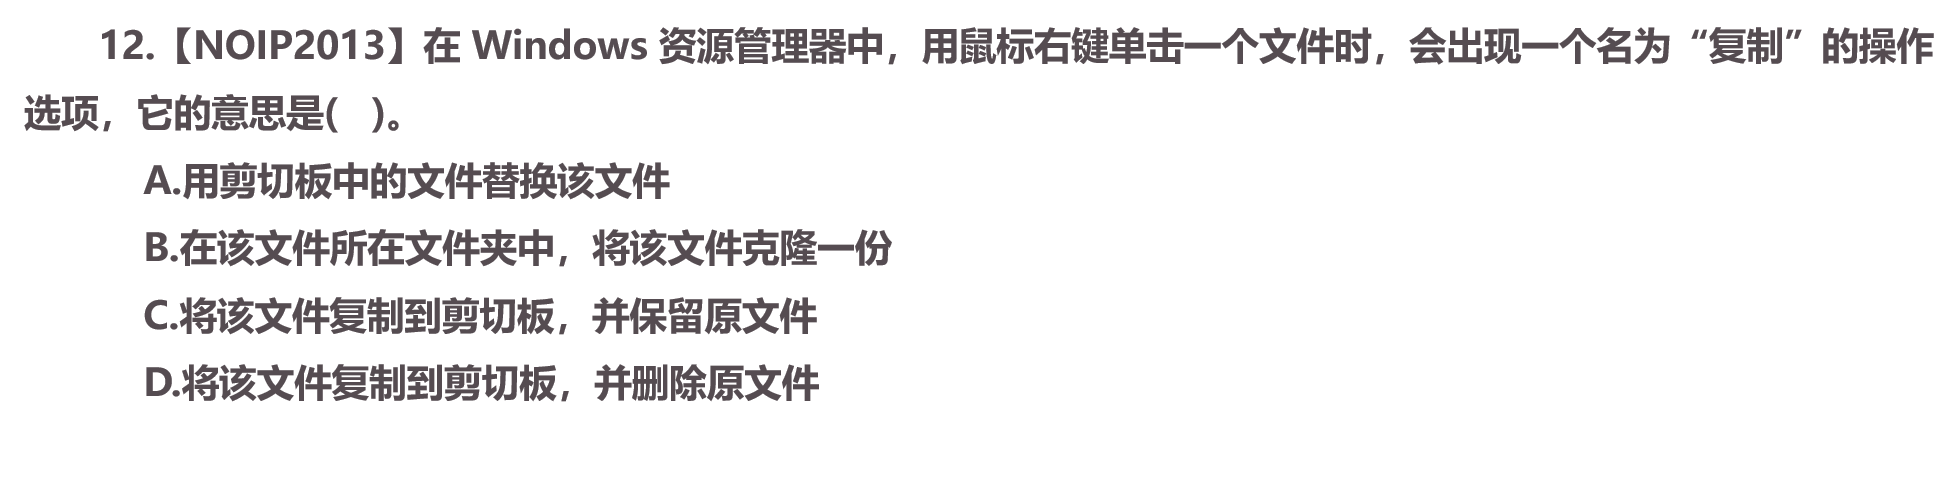 12.【NOIP2013】在 Windows 资源管理器中，用鼠标右键单击一个文件时，会出现一个名为“复制”的操作
选项，它的意思是(   )。
A.用剪切板中的文件替换该文件
B.在该文件所在文件夹中，将该文件克隆一份
C.将该文件复制到剪切板，并保留原文件
D.将该文件复制到剪切板，并删除原文件